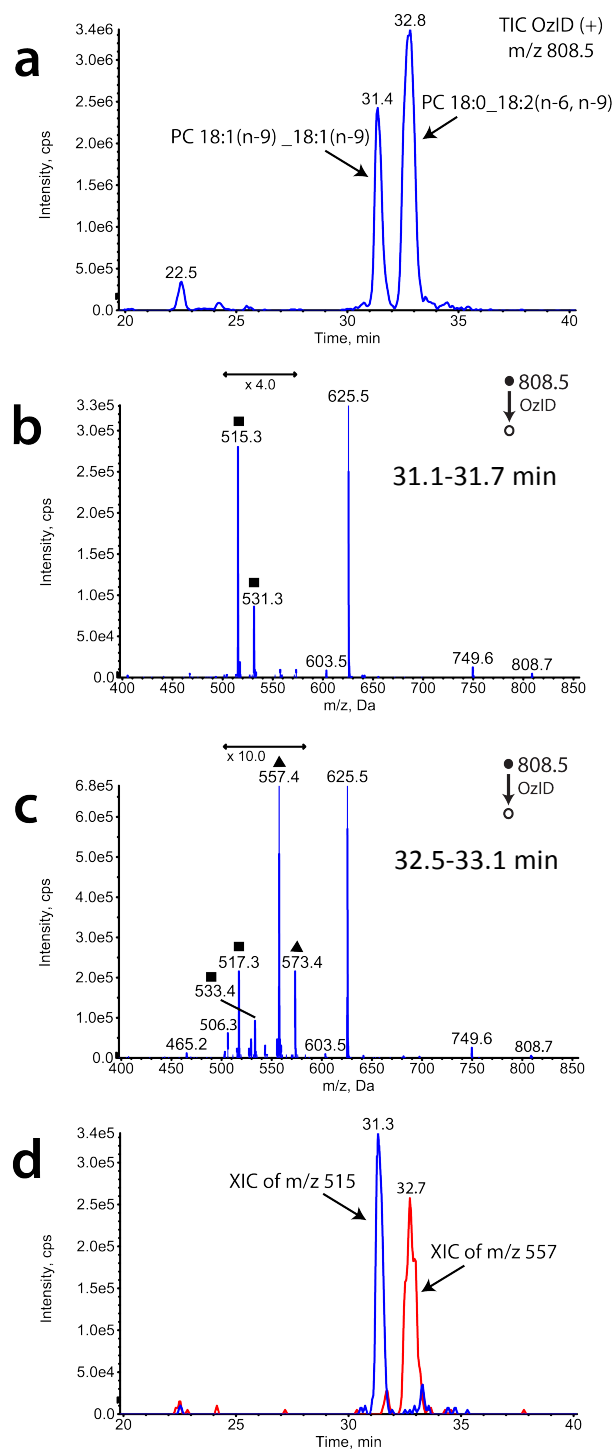 a
TIC OzID (+)
m/z 808.5
3.4e6
3.0e6
2.5e6
2.0e6
1.5e6
1.0e6
5.0e5
0.0
Intensity, cps
32.8
31.4
22.5
PC 18:0_18:2(n-6, n-9)
PC 18:1(n-9) _18:1(n-9)
20 25 30 35 40
Time, min
b
x 4.0
808.5
OzID
31.1-31.7 min
3.3e5
3.0e5
2.5e5
2.0e5
1.5e5
1.0e5
5.0e4
0.0
Intensity, cps
625.5
515.3
531.3
603.5
749.6
808.7
400 450 500 550 600 650 700 750 800 850
m/z, Da
c
x 10.0
808.5
OzID
32.5-33.1 min
6.8e5
6.0e5
5.0e5
4.0e5
3.0e5
2.0e5
1.0e5
0.0
Intensity, cps
557.4
625.5
517.3
573.4
533.4
506.3
465.2
603.5
749.6
808.7
400 450 500 550 600 650 700 750 800 850
m/z, Da
d
3.4e5
3.0e5
2.5e5
2.0e5
1.5e5
1.0e5
5.0e4
0.0
Intensity, cps
31.3
32.7
XIC of m/z 515
XIC of m/z 557
20 25 30 35 40
Time, min